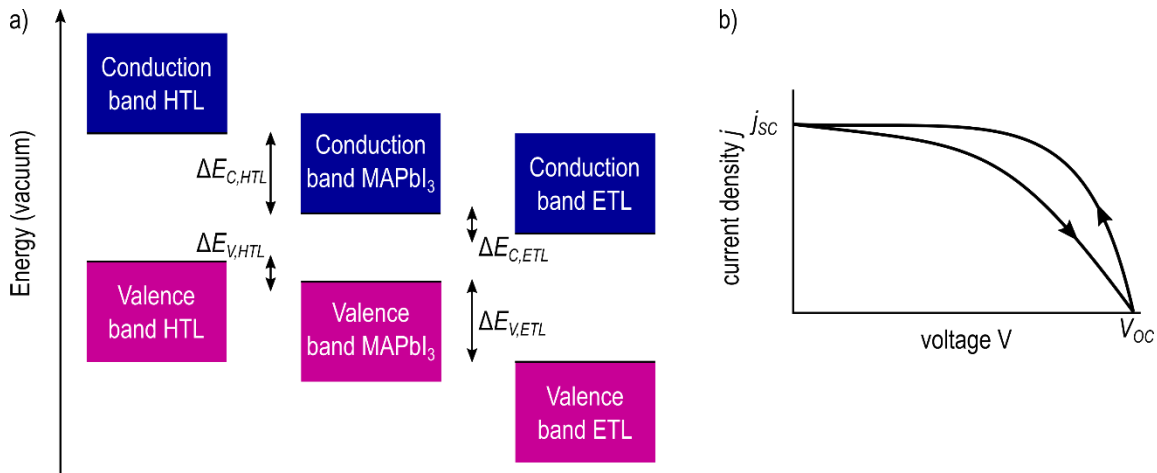 a)
Energy (vacuum)
Conduction
band HTL
ΔE_C,HTL
ΔE_V,HTL
Valence
band HTL
Conduction
band MAPbI₃
Valence
band MAPbI₃
Conduction
band ETL
ΔE_C,ETL
ΔE_V,ETL
Valence
band ETL
b)
j_SC
current density j
voltage V
V_OC